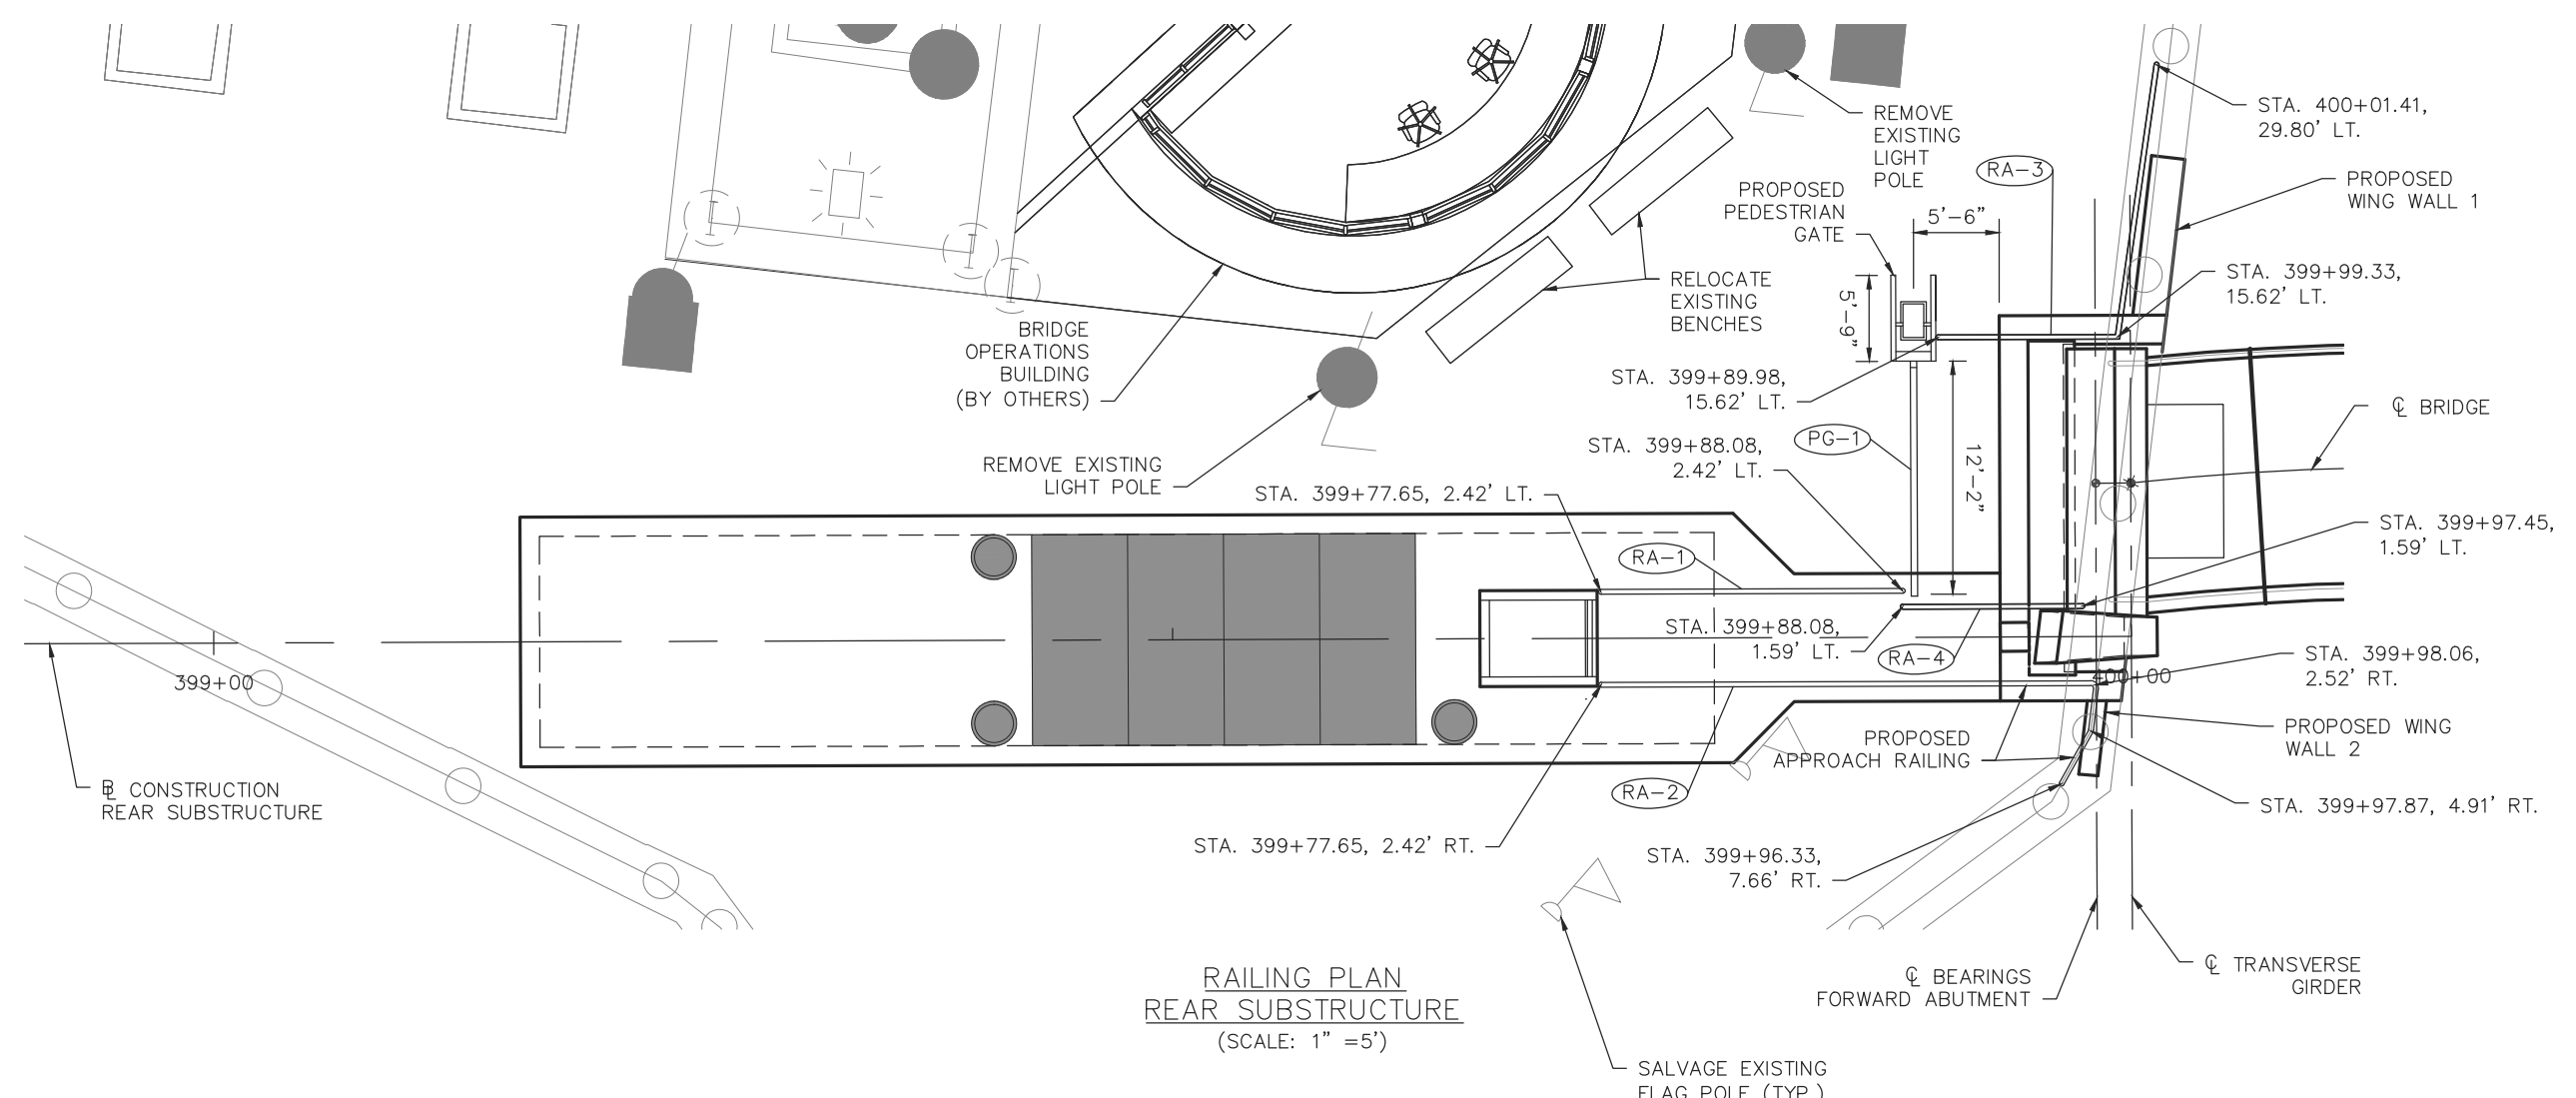 REMOVE
EXISTING
LIGHT
POLE
STA. 400+01.41,
29.80' LT.
RA-3
PROPOSED
WING WALL 1
PROPOSED
PEDESTRIAN
GATE
5'-6"
5'-9"
STA. 399+99.33,
15.62' LT.
RELOCATE
EXISTING
BENCHES
BRIDGE
OPERATIONS
BUILDING
(BY OTHERS)
STA. 399+89.98,
15.62' LT.
℄ BRIDGE
PG-1
STA. 399+88.08,
2.42' LT.
12'-2"
REMOVE EXISTING
LIGHT POLE
STA. 399+77.65, 2.42' LT.
STA. 399+97.45,
1.59' LT.
RA-1
STA. 399+88.08,
1.59' LT.
RA-4
STA. 399+98.06,
2.52' RT.
399+00
400+00
PROPOSED WING
WALL 2
PROPOSED
APPROACH RAILING
BL CONSTRUCTION
REAR SUBSTRUCTURE
RA-2
STA. 399+97.87, 4.91' RT.
STA. 399+77.65, 2.42' RT.
STA. 399+96.33,
7.66' RT.
℄ BEARINGS
FORWARD ABUTMENT
℄ TRANSVERSE
GIRDER
RAILING PLAN
REAR SUBSTRUCTURE
(SCALE: 1" =5')
SALVAGE EXISTING
FLAG POLE (TYP.)